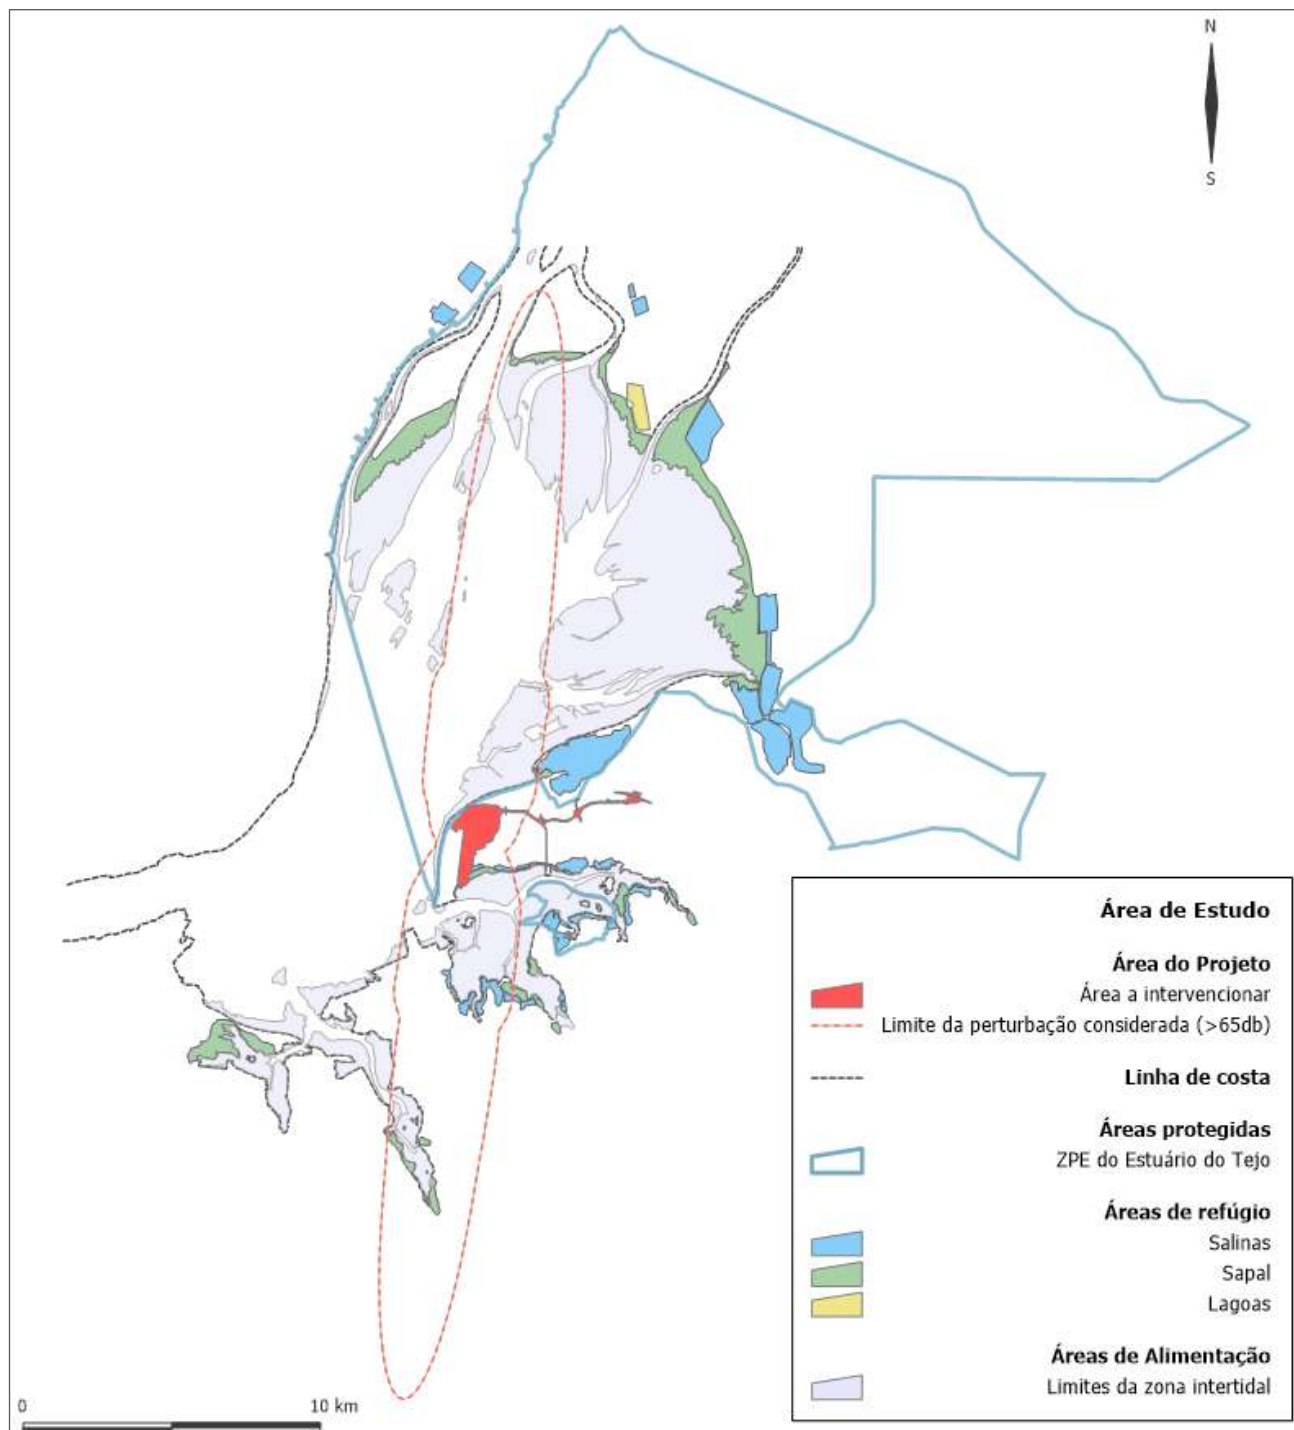 N
S
Área de Estudo
Área do Projeto
Área a intervencionar
Limite da perturbação considerada (>65db)
Linha de costa
Áreas protegidas
ZPE do Estuário do Tejo
Áreas de refúgio
Salinas
Sapal
Lagoas
Áreas de Alimentação
Limites da zona intertidal
0 10 km